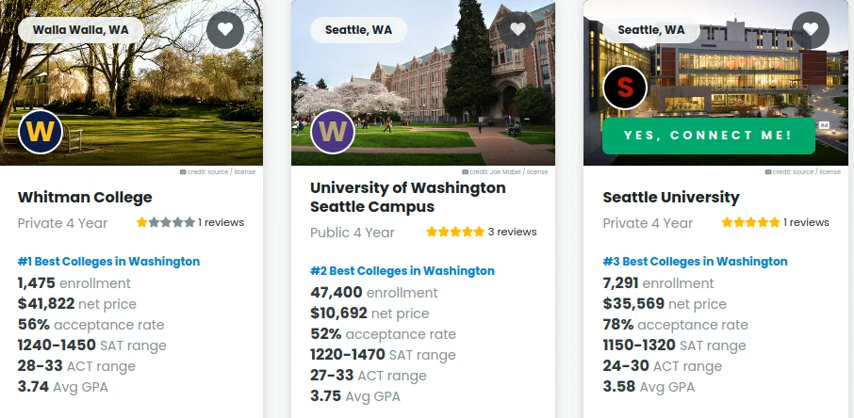 Walla Walla, WA
W
credit: source / license
Whitman College
Private 4 Year
1 reviews
#1 Best Colleges in Washington
1,475 enrollment
$41,822 net price
56% acceptance rate
1240-1450 SAT range
28-33 ACT range
3.74 Avg GPA
Seattle, WA
W
credit: Joe Mabel / license
University of Washington
Seattle Campus
Public 4 Year
3 reviews
#2 Best Colleges in Washington
47,400 enrollment
$10,692 net price
52% acceptance rate
1220-1470 SAT range
27-33 ACT range
3.75 Avg GPA
Seattle, WA
S
Ad
YES, CONNECT ME!
credit: source / license
Seattle University
Private 4 Year
1 reviews
#3 Best Colleges in Washington
7,291 enrollment
$35,569 net price
78% acceptance rate
1150-1320 SAT range
24-30 ACT range
3.58 Avg GPA